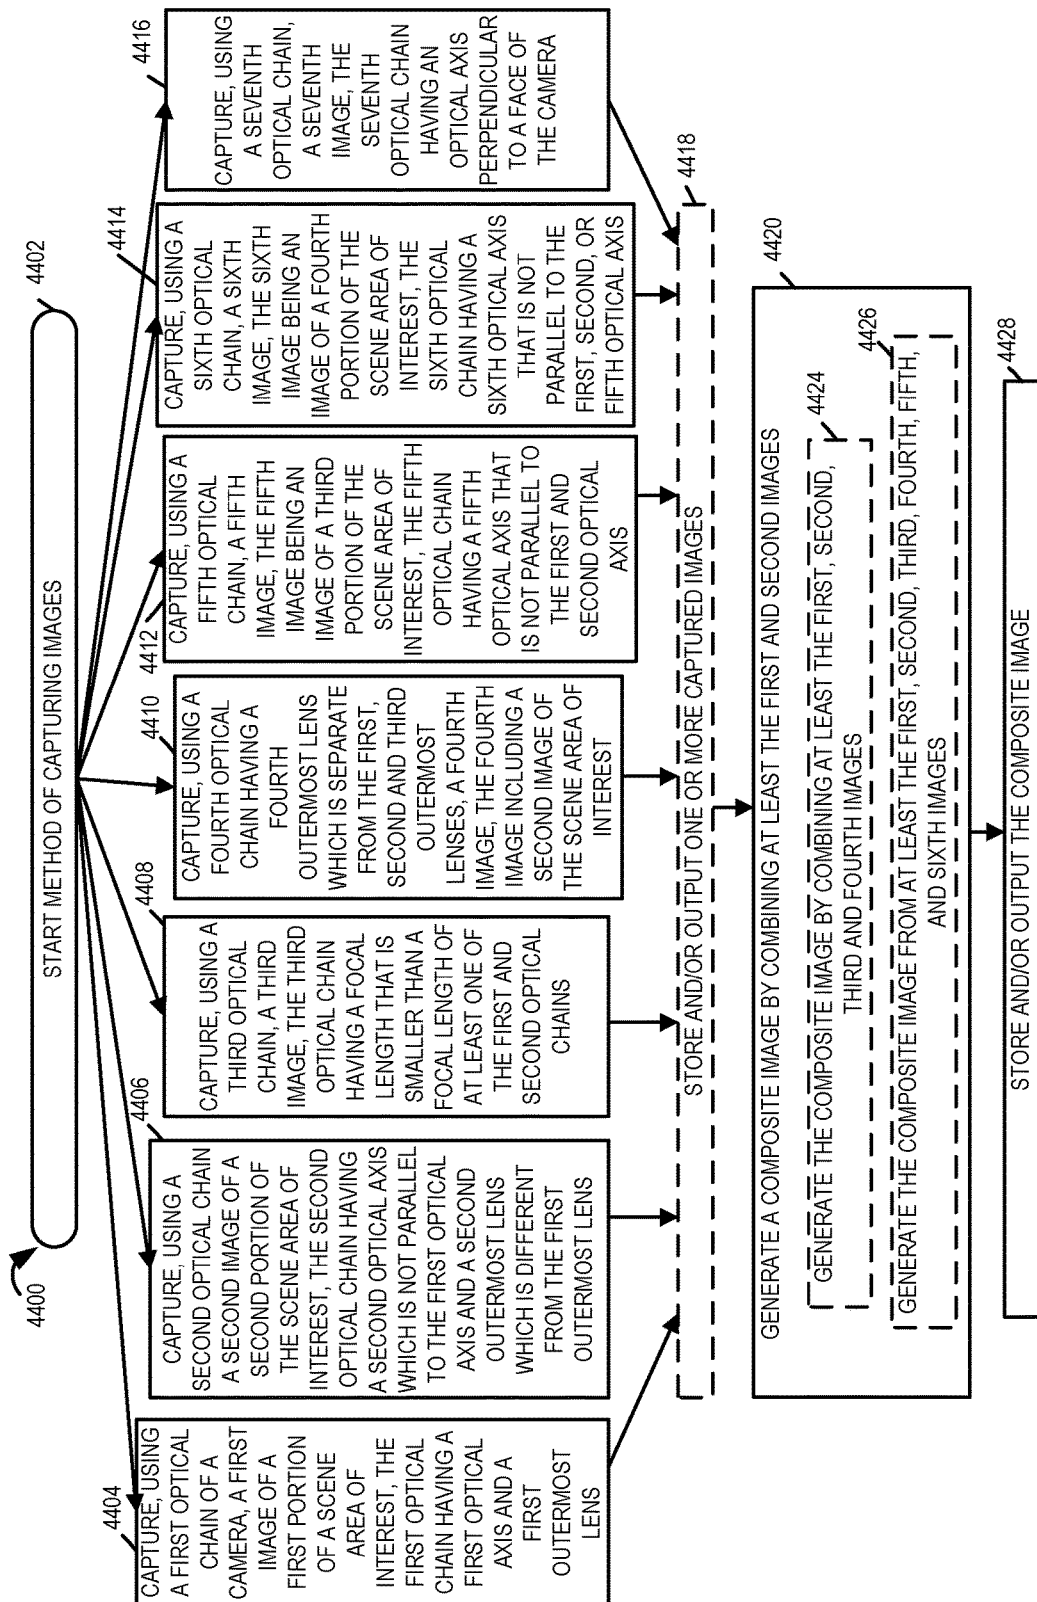 4400
START METHOD OF CAPTURING IMAGES
4402
4404
CAPTURE, USING
A FIRST OPTICAL
CHAIN OF A
CAMERA, A FIRST
IMAGE OF A
FIRST PORTION
OF A SCENE
AREA OF
INTEREST, THE
FIRST OPTICAL
CHAIN HAVING A
FIRST OPTICAL
AXIS AND A
FIRST
OUTERMOST
LENS
4406
CAPTURE, USING A
SECOND OPTICAL CHAIN
A SECOND IMAGE OF A
SECOND PORTION OF
THE SCENE AREA OF
INTEREST, THE SECOND
OPTICAL CHAIN HAVING
A SECOND OPTICAL AXIS
WHICH IS NOT PARALLEL
TO THE FIRST OPTICAL
AXIS AND A SECOND
OUTERMOST LENS
WHICH IS DIFFERENT
FROM THE FIRST
OUTERMOST LENS
4408
CAPTURE, USING A
THIRD OPTICAL
CHAIN, A THIRD
IMAGE, THE THIRD
OPTICAL CHAIN
HAVING A FOCAL
LENGTH THAT IS
SMALLER THAN A
FOCAL LENGTH OF
AT LEAST ONE OF
THE FIRST AND
SECOND OPTICAL
CHAINS
4410
CAPTURE, USING A
FOURTH OPTICAL
CHAIN HAVING A
FOURTH
OUTERMOST LENS
WHICH IS SEPARATE
FROM THE FIRST,
SECOND AND THIRD
OUTERMOST
LENSES, A FOURTH
IMAGE, THE FOURTH
IMAGE INCLUDING A
SECOND IMAGE OF
THE SCENE AREA OF
INTEREST
4412
CAPTURE, USING A
FIFTH OPTICAL
CHAIN, A FIFTH
IMAGE, THE FIFTH
IMAGE BEING AN
IMAGE OF A THIRD
PORTION OF THE
SCENE AREA OF
INTEREST, THE FIFTH
OPTICAL CHAIN
HAVING A FIFTH
OPTICAL AXIS THAT
IS NOT PARALLEL TO
THE FIRST AND
SECOND OPTICAL
AXIS
4414
CAPTURE, USING A
SIXTH OPTICAL
CHAIN, A SIXTH
IMAGE, THE SIXTH
IMAGE BEING AN
IMAGE OF A FOURTH
PORTION OF THE
SCENE AREA OF
INTEREST, THE
SIXTH OPTICAL
CHAIN HAVING A
SIXTH OPTICAL AXIS
THAT IS NOT
PARALLEL TO THE
FIRST, SECOND, OR
FIFTH OPTICAL AXIS
4416
CAPTURE, USING
A SEVENTH
OPTICAL CHAIN,
A SEVENTH
IMAGE, THE
SEVENTH
OPTICAL CHAIN
HAVING AN
OPTICAL AXIS
PERPENDICULAR
TO A FACE OF
THE CAMERA
4418
STORE AND/OR OUTPUT ONE OR MORE CAPTURED IMAGES
4420
GENERATE A COMPOSITE IMAGE BY COMBINING AT LEAST THE FIRST AND SECOND IMAGES
4424
GENERATE THE COMPOSITE IMAGE BY COMBINING AT LEAST THE FIRST, SECOND,
THIRD AND FOURTH IMAGES
4426
GENERATE THE COMPOSITE IMAGE FROM AT LEAST THE FIRST, SECOND, THIRD, FOURTH, FIFTH,
AND SIXTH IMAGES
4428
STORE AND/OR OUTPUT THE COMPOSITE IMAGE